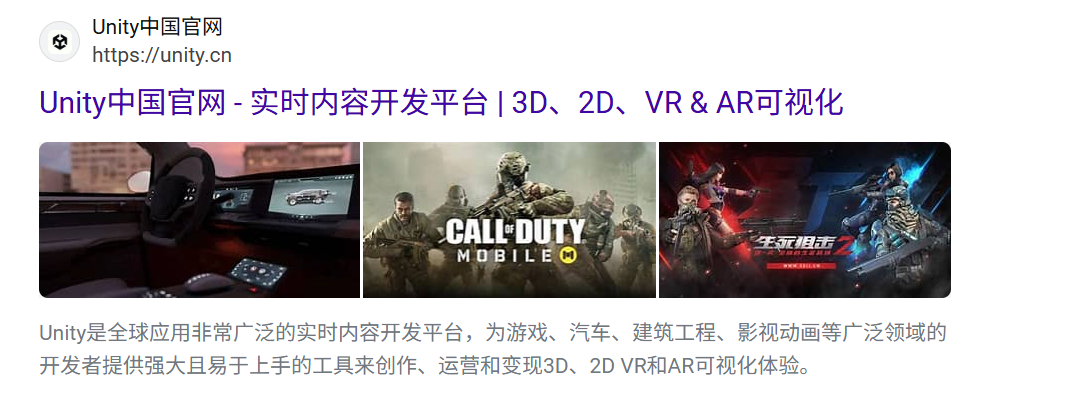 Unity中国官网
https://unity.cn
Unity中国官网 - 实时内容开发平台 | 3D、2D、VR & AR可视化
CALL OF DUTY
MOBILE
生死狙击2
Unity是全球应用非常广泛的实时内容开发平台，为游戏、汽车、建筑工程、影视动画等广泛领域的
开发者提供强大且易于上手的工具来创作、运营和变现3D、2D VR和AR可视化体验。